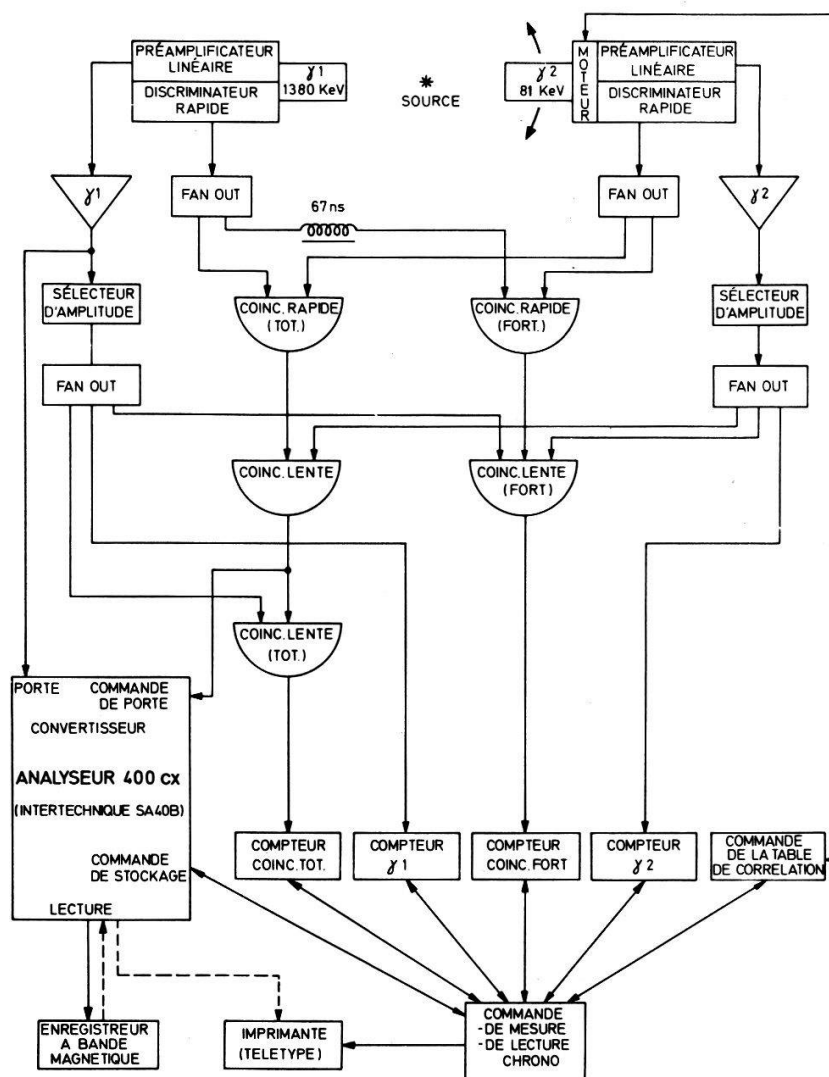 PRÉAMPLIFICATEUR
LINÉAIRE
DISCRIMINATEUR
RAPIDE
γ1
1380 KeV
*
SOURCE
γ2
81 KeV
MOTEUR
PRÉAMPLIFICATEUR
LINÉAIRE
DISCRIMINATEUR
RAPIDE
γ1
FAN OUT
67ns
FAN OUT
γ2
SÉLECTEUR
D'AMPLITUDE
COINC. RAPIDE
(TOT.)
COINC. RAPIDE
(FORT.)
SÉLECTEUR
D'AMPLITUDE
FAN OUT
FAN OUT
COINC. LENTE
COINC. LENTE
(FORT)
COINC. LENTE
(TOT.)
PORTE
COMMANDE
DE PORTE
CONVERTISSEUR
ANALYSEUR 400 cx
(INTERTECHNIQUE SA40B)
COMMANDE
DE STOCKAGE
LECTURE
COMPTEUR
COINC. TOT.
COMPTEUR
γ1
COMPTEUR
COINC. FORT
COMPTEUR
γ2
COMMANDE
DE LA TABLE
DE CORRELATION
ENREGISTREUR
A BANDE
MAGNETIQUE
IMPRIMANTE
(TELETYPE)
COMMANDE
-DE MESURE
-DE LECTURE
CHRONO